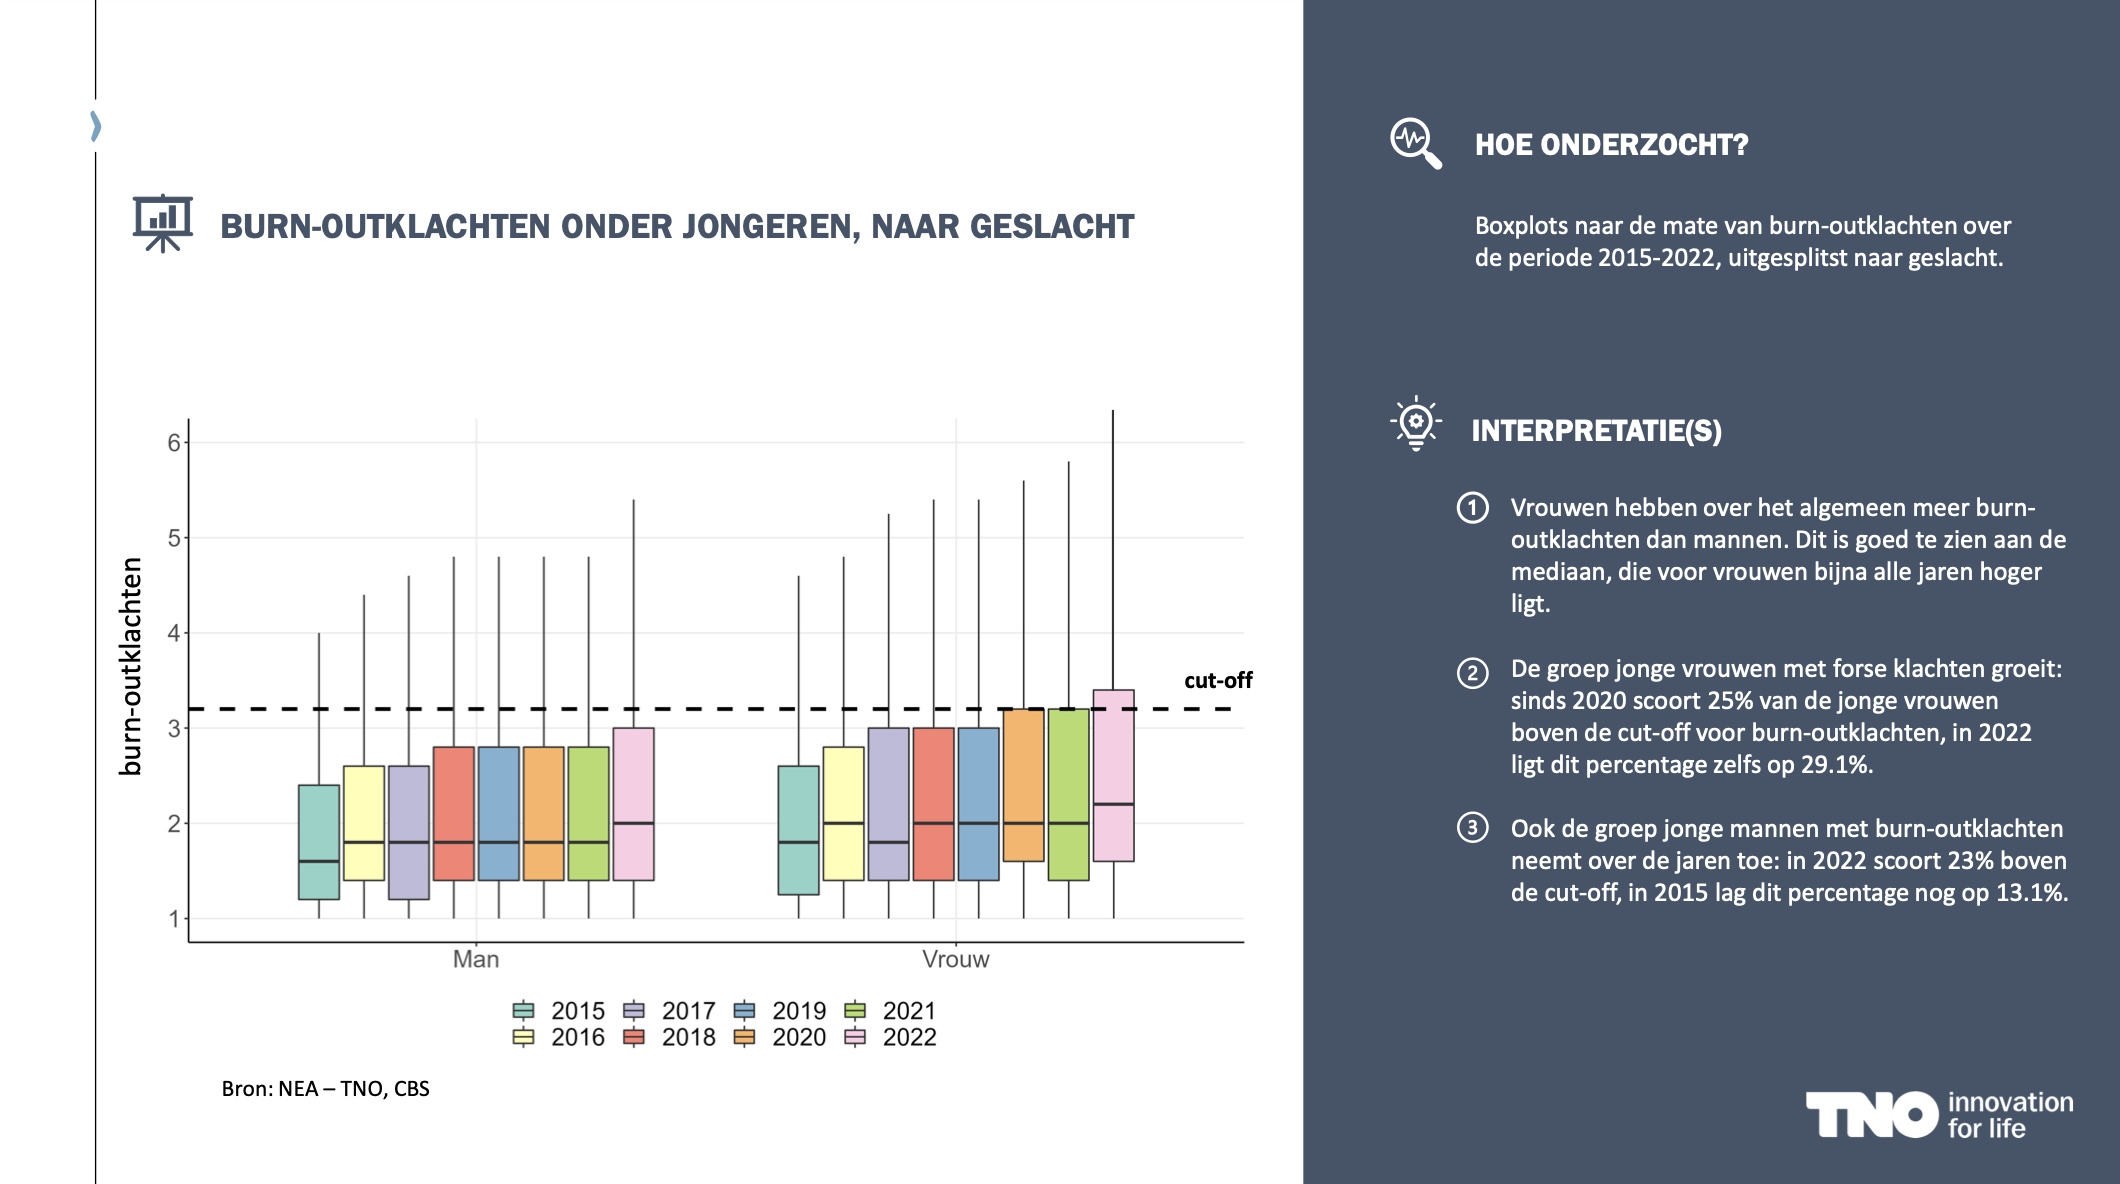 BURN-OUTKLACHTEN ONDER JONGEREN, NAAR GESLACHT
burn-outklachten
6
5
4
3
2
1
cut-off
Man
Vrouw
2015
2017
2019
2021
2016
2018
2020
2022
Bron: NEA – TNO, CBS
HOE ONDERZOCHT?
Boxplots naar de mate van burn-outklachten over
de periode 2015-2022, uitgesplitst naar geslacht.
INTERPRETATIE(S)
1 Vrouwen hebben over het algemeen meer burn-
outklachten dan mannen. Dit is goed te zien aan de
mediaan, die voor vrouwen bijna alle jaren hoger
ligt.
2 De groep jonge vrouwen met forse klachten groeit:
sinds 2020 scoort 25% van de jonge vrouwen
boven de cut-off voor burn-outklachten, in 2022
ligt dit percentage zelfs op 29.1%.
3 Ook de groep jonge mannen met burn-outklachten
neemt over de jaren toe: in 2022 scoort 23% boven
de cut-off, in 2015 lag dit percentage nog op 13.1%.
TNO innovation
for life